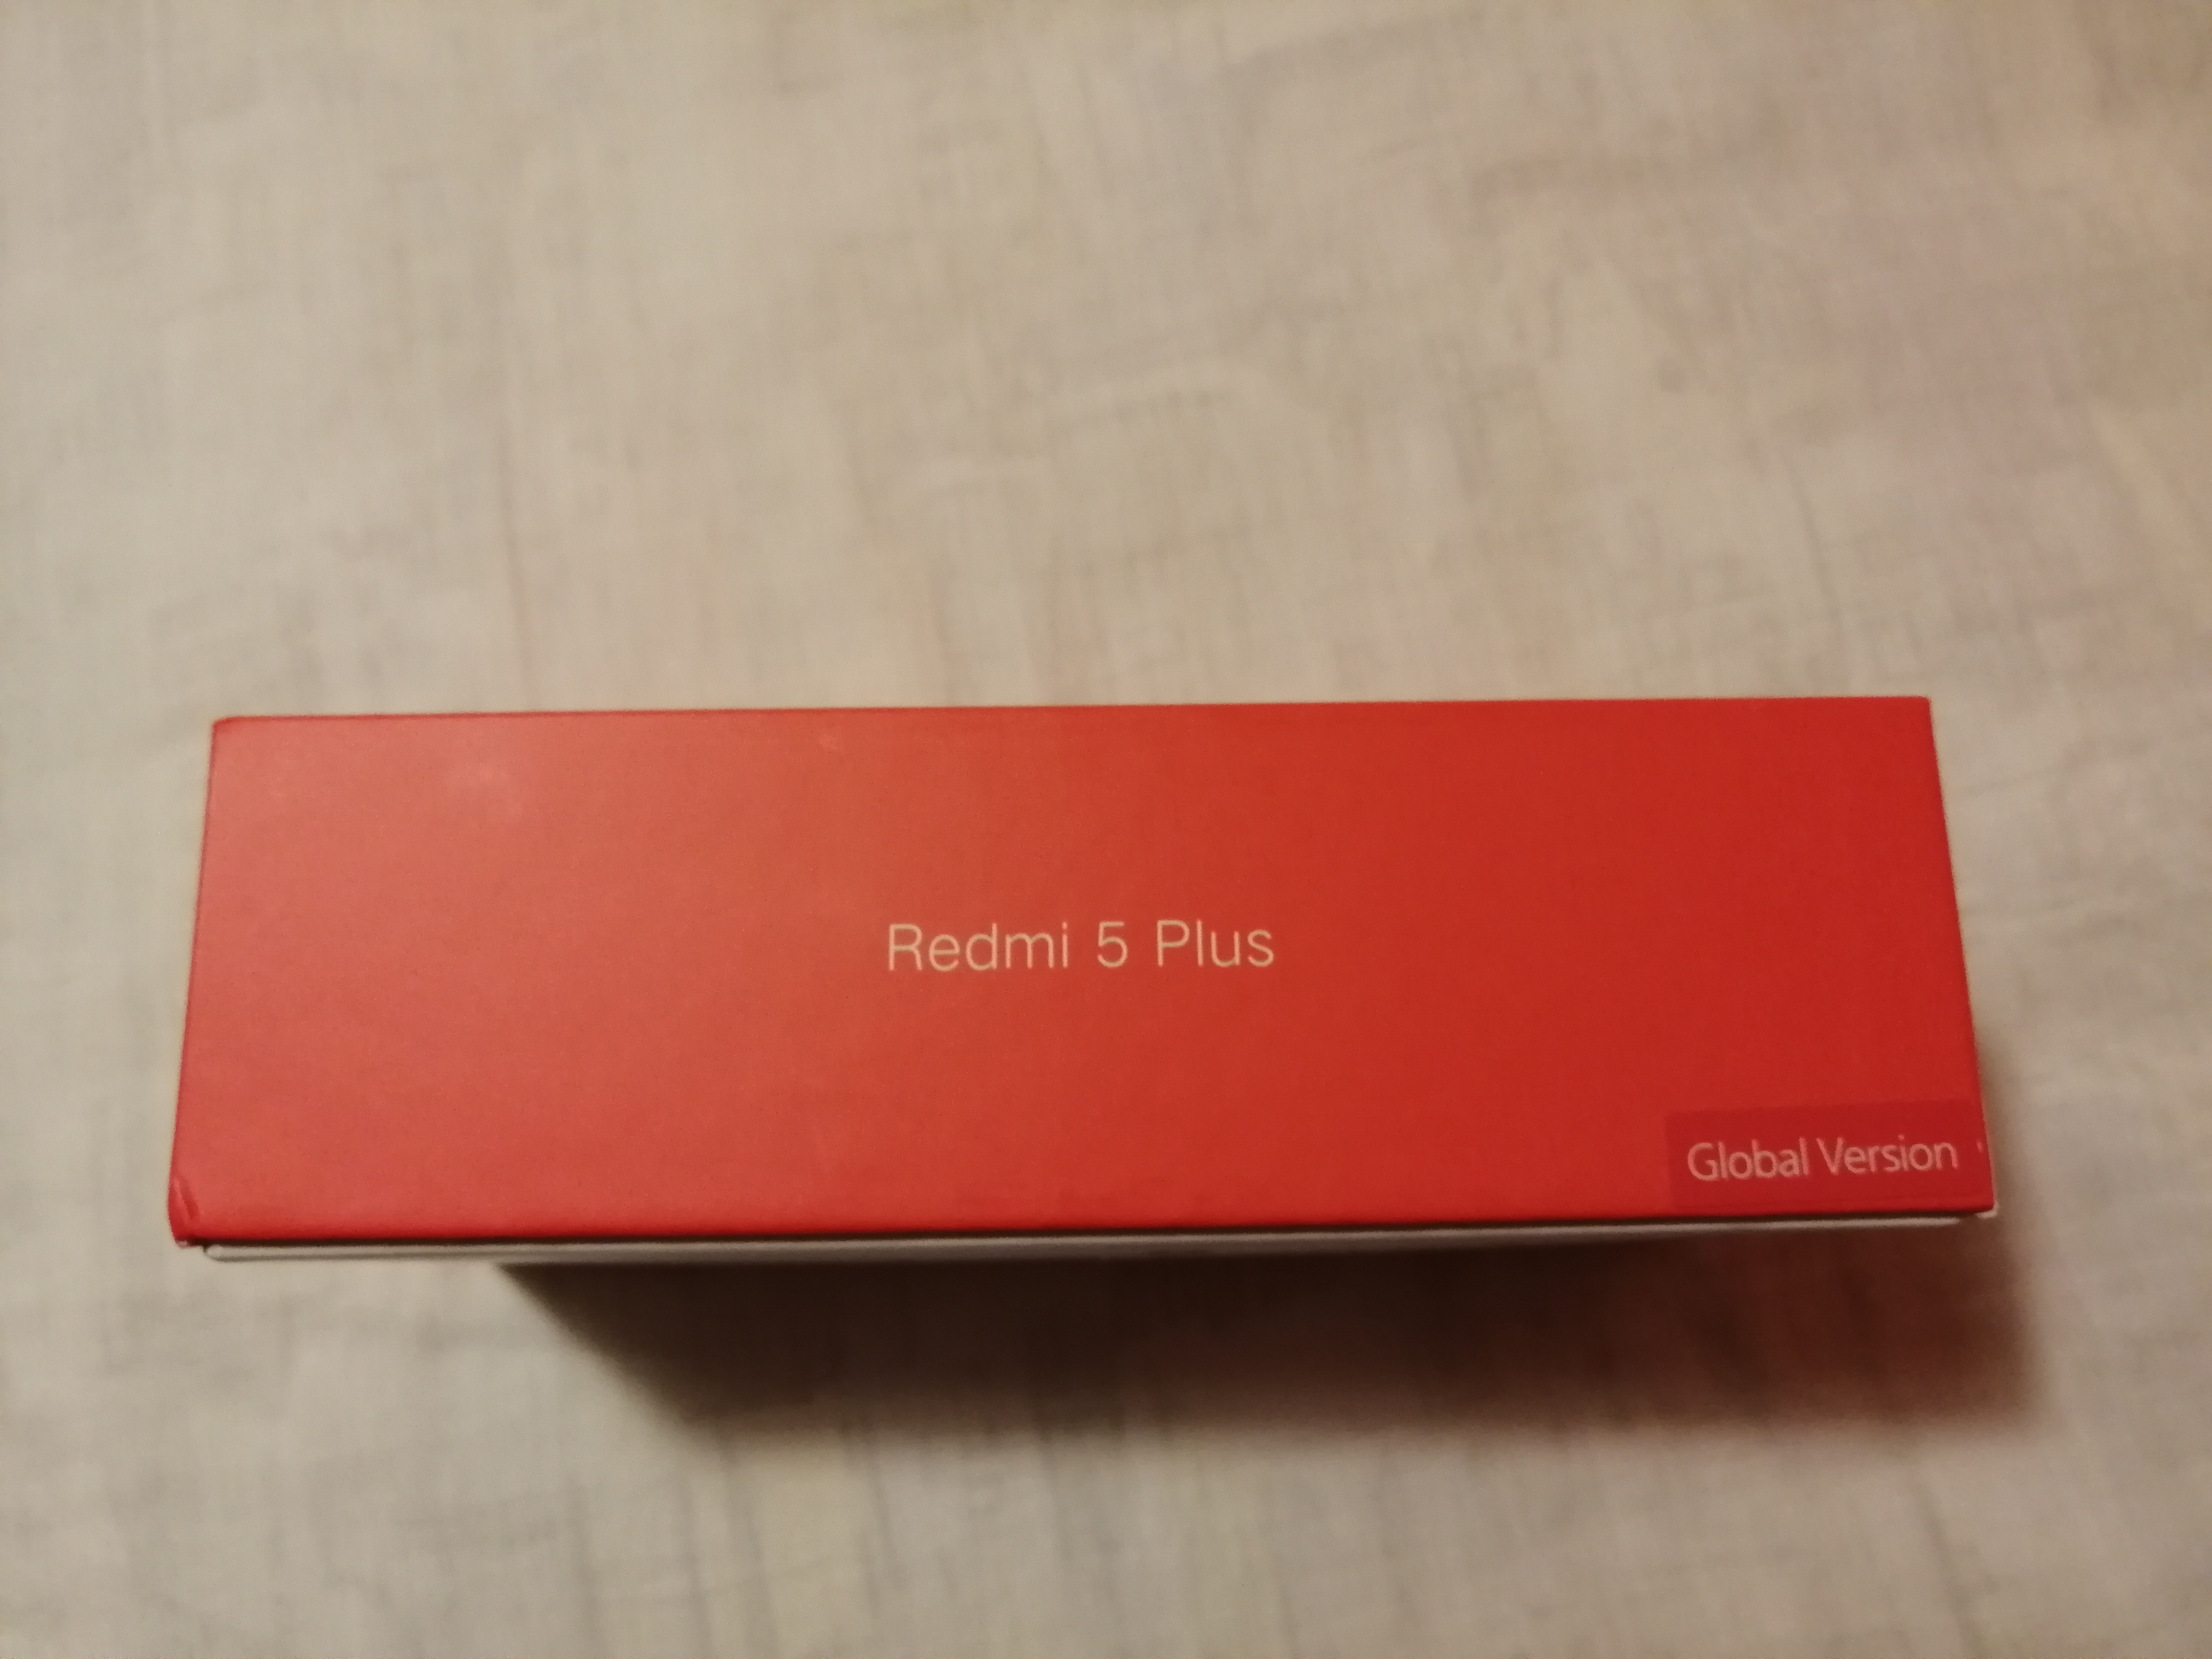 Redmi 5 Plus
Global Version